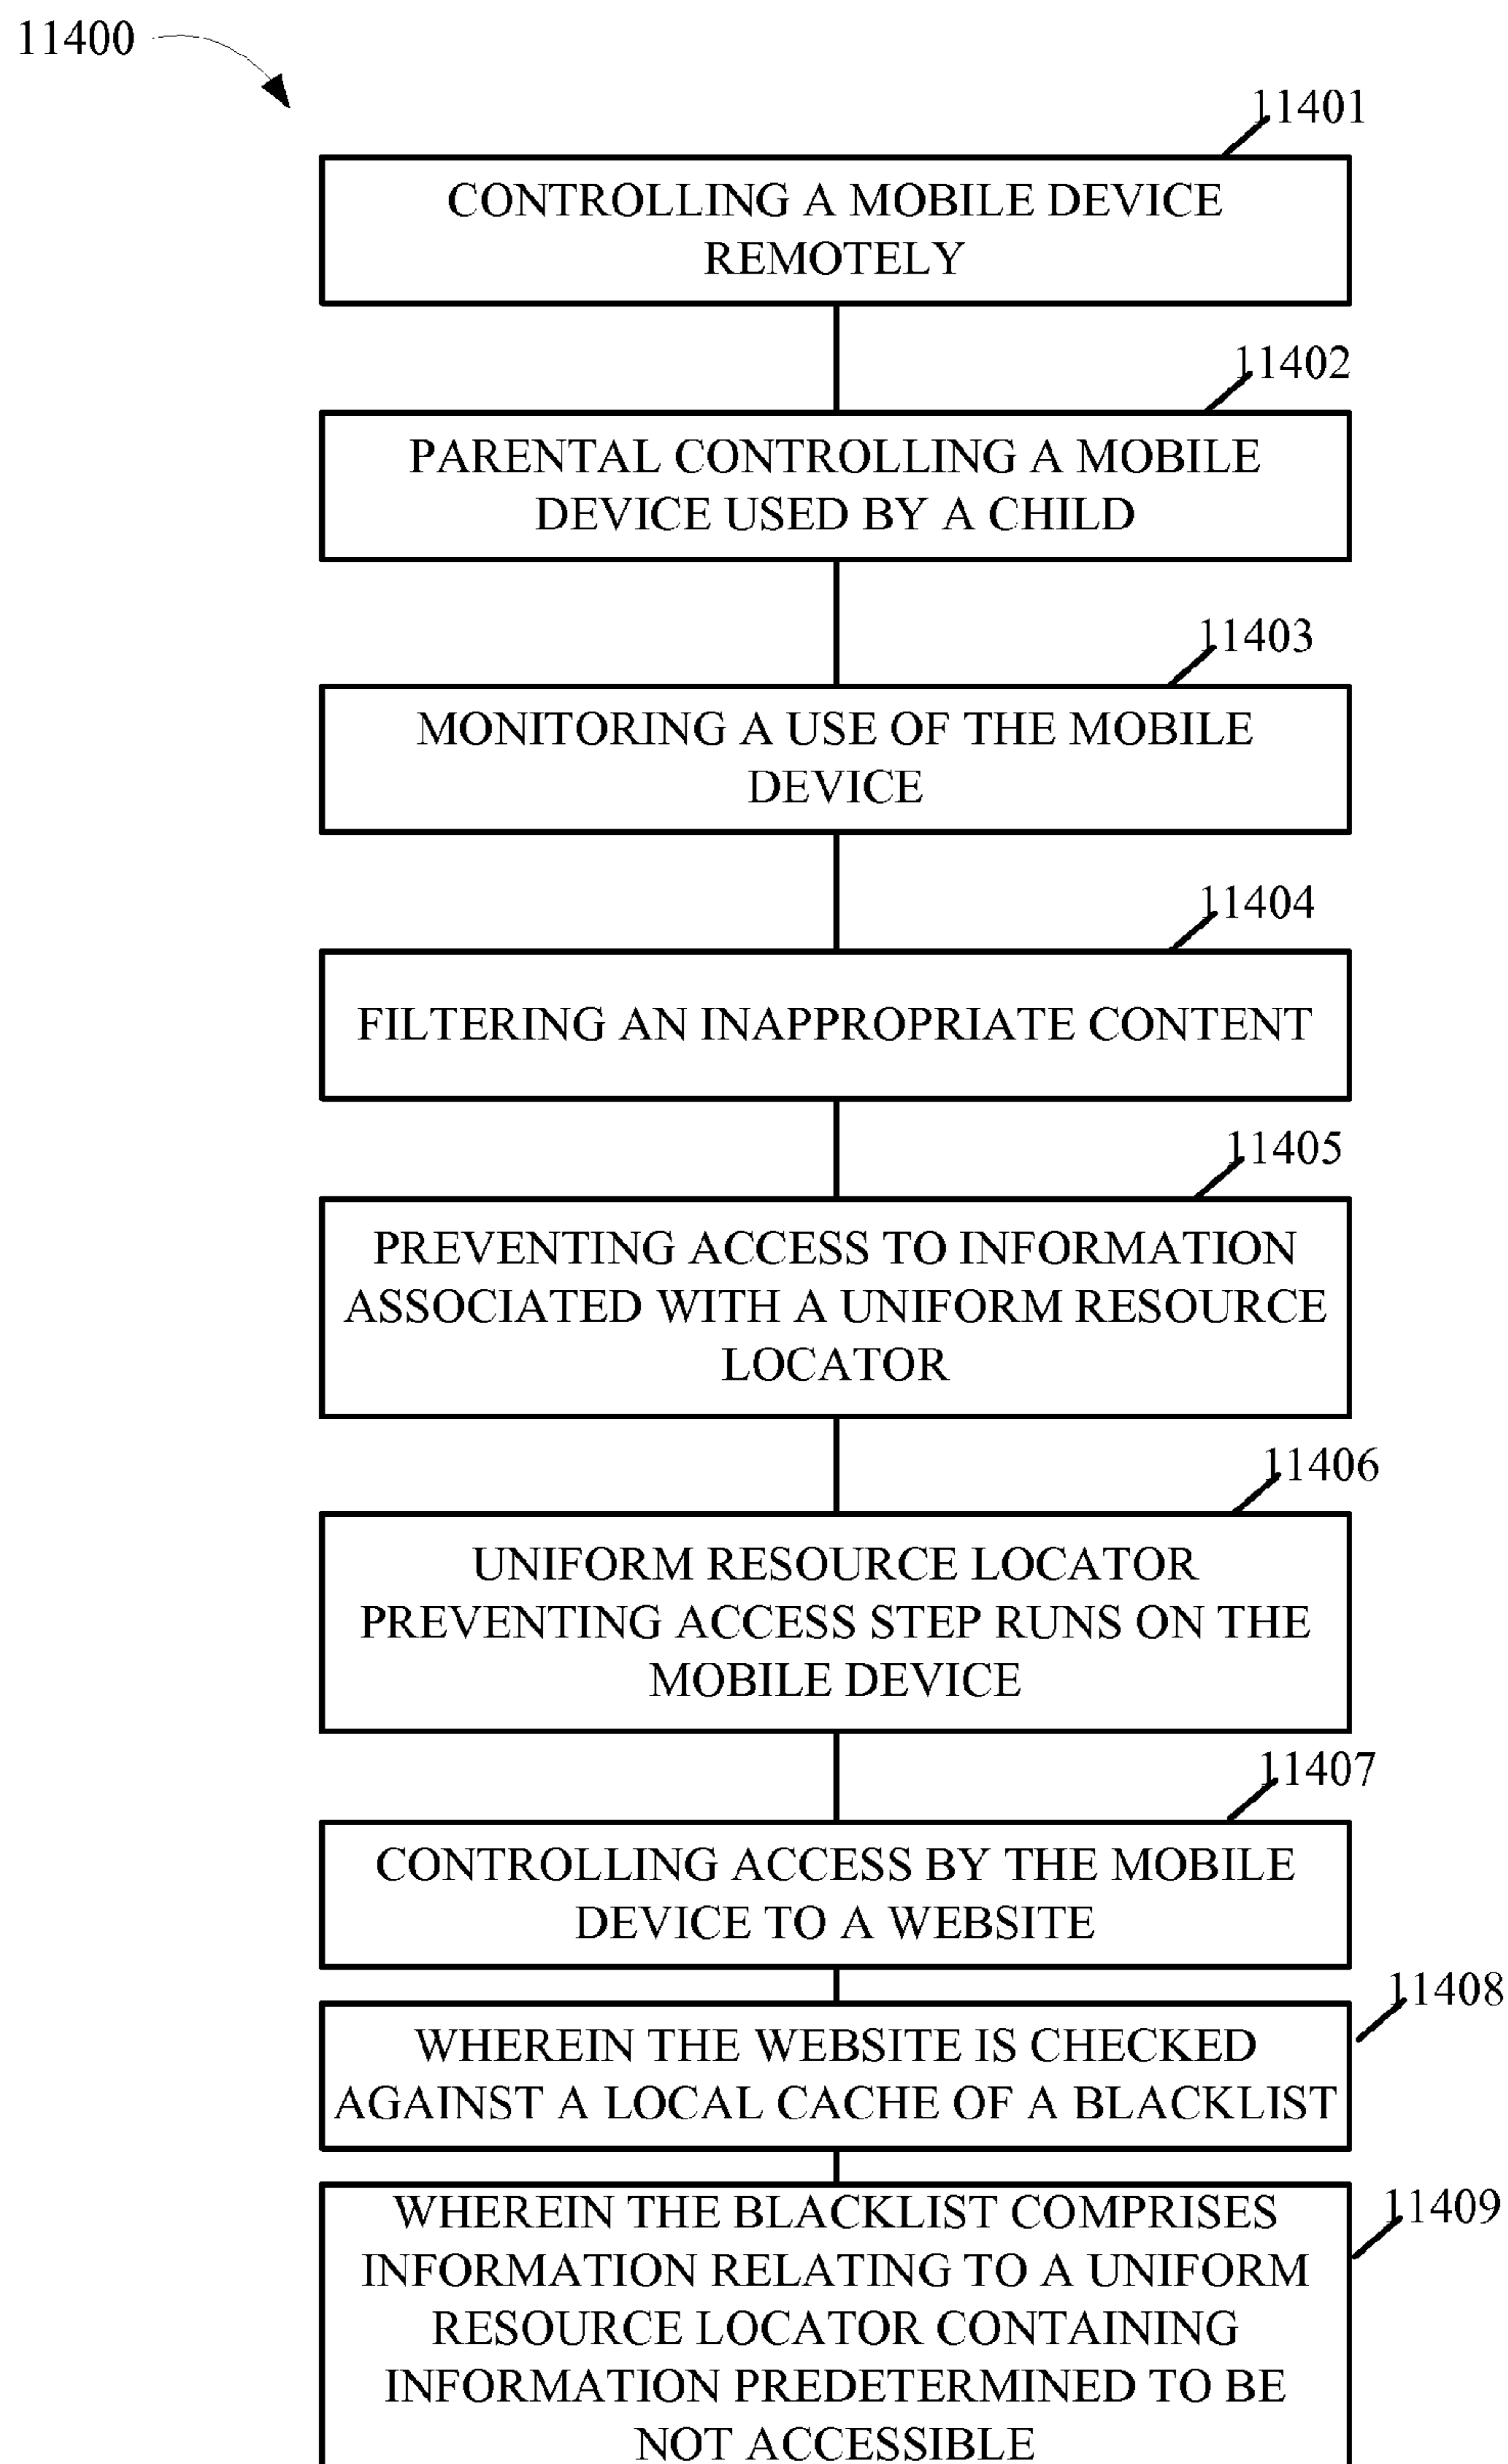 11400
11401
CONTROLLING A MOBILE DEVICE
REMOTELY
11402
PARENTAL CONTROLLING A MOBILE
DEVICE USED BY A CHILD
11403
MONITORING A USE OF THE MOBILE
DEVICE
11404
FILTERING AN INAPPROPRIATE CONTENT
11405
PREVENTING ACCESS TO INFORMATION
ASSOCIATED WITH A UNIFORM RESOURCE
LOCATOR
11406
UNIFORM RESOURCE LOCATOR
PREVENTING ACCESS STEP RUNS ON THE
MOBILE DEVICE
11407
CONTROLLING ACCESS BY THE MOBILE
DEVICE TO A WEBSITE
11408
WHEREIN THE WEBSITE IS CHECKED
AGAINST A LOCAL CACHE OF A BLACKLIST
11409
WHEREIN THE BLACKLIST COMPRISES
INFORMATION RELATING TO A UNIFORM
RESOURCE LOCATOR CONTAINING
INFORMATION PREDETERMINED TO BE
NOT ACCESSIBLE